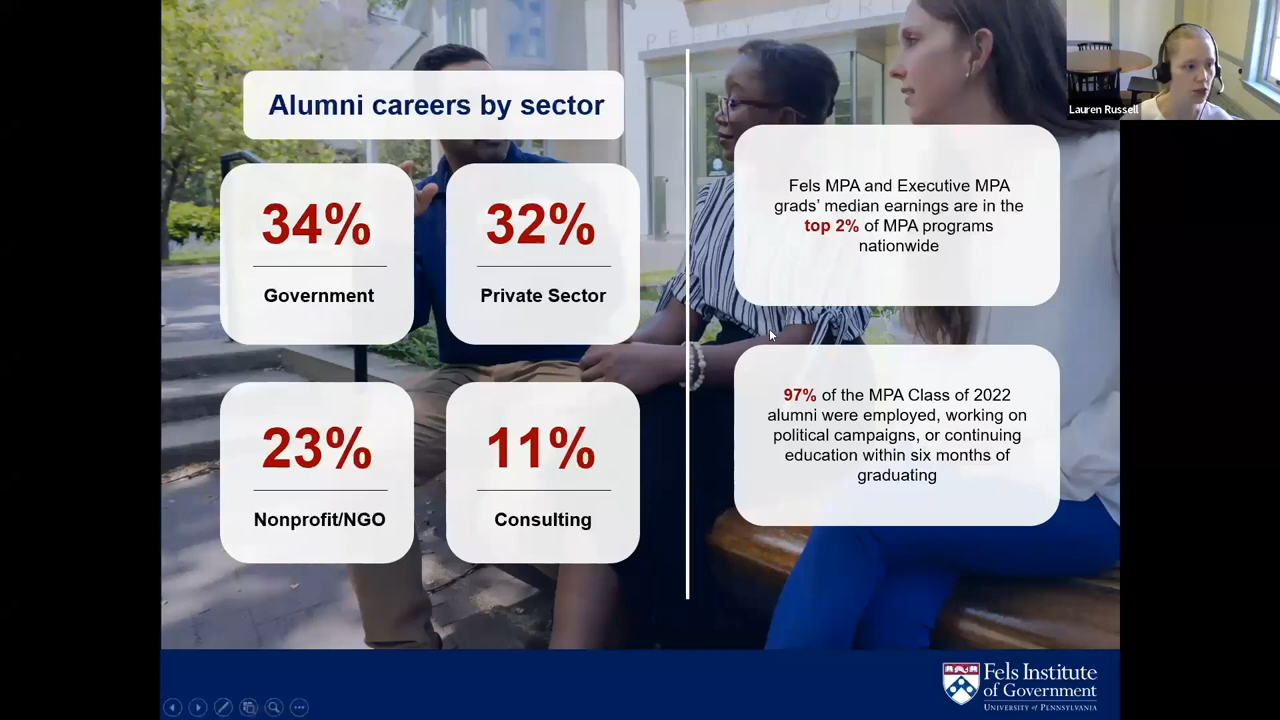 Alumni careers by sector
34%
Government
32%
Private Sector
23%
Nonprofit/NGO
11%
Consulting
Fels MPA and Executive MPA
grads’ median earnings are in the
top 2% of MPA programs
nationwide
97% of the MPA Class of 2022
alumni were employed, working on
political campaigns, or continuing
education within six months of
graduating
Lauren Russell
Fels Institute
of Government
UNIVERSITY of PENNSYLVANIA